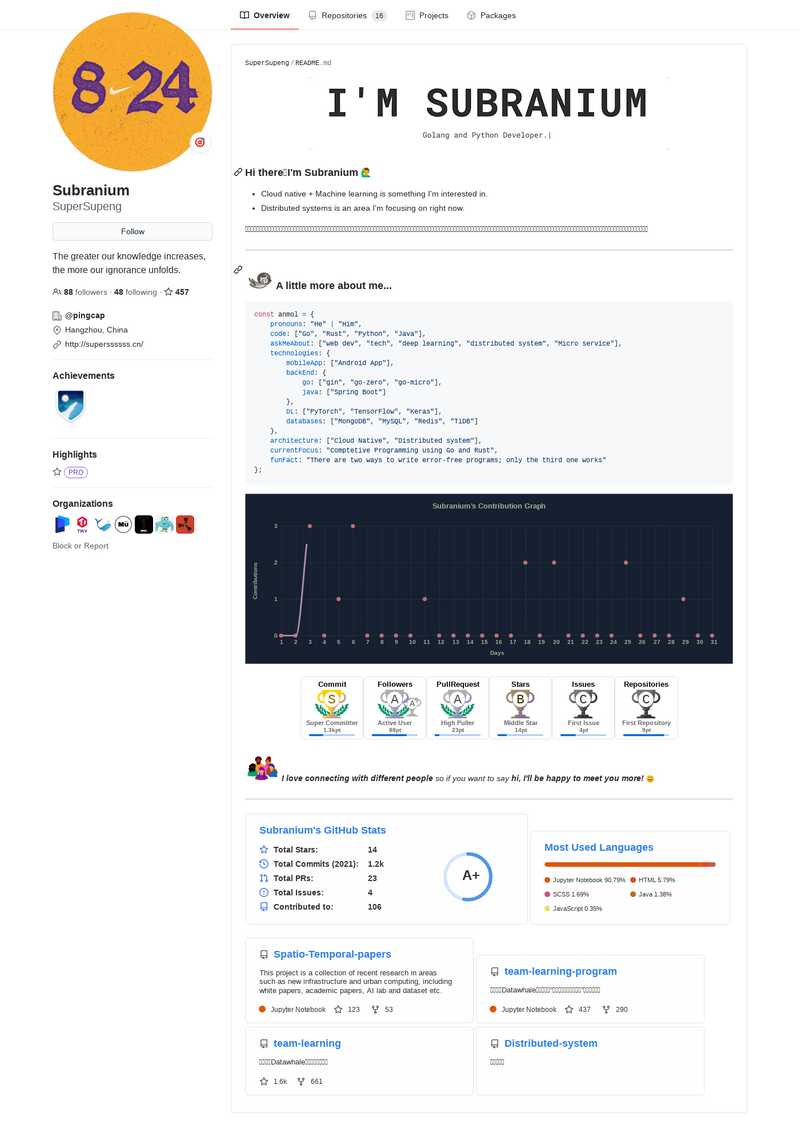 Overview Repositories 16 Projects Packages
8 24
Subranium
SuperSupeng
Follow
The greater our knowledge increases,
the more our ignorance unfolds.
88 followers · 48 following · 457
@pingcap
Hangzhou, China
http://superssssss.cn/
Achievements
Highlights
PRO
Organizations
TiKV
Mu
Block or Report
SuperSupeng / README.md
I'M SUBRANIUM
Golang and Python Developer.|
Hi there I'm Subranium
• Cloud native + Machine learning is something I'm interested in.
• Distributed systems is an area I'm focusing on right now.
A little more about me...
const anmol = {
pronouns: "He" | "Him",
code: ["Go", "Rust", "Python", "Java"],
askMeAbout: ["web dev", "tech", "deep learning", "distributed system", "Micro service"],
technologies: {
mobileApp: ["Android App"],
backEnd: {
go: ["gin", "go-zero", "go-micro"],
java: ["Spring Boot"]
},
DL: ["PyTorch", "TensorFlow", "Keras"],
databases: ["MongoDB", "MySQL", "Redis", "TiDB"]
},
architecture: ["Cloud Native", "Distributed system"],
currentFocus: "Comptetive Programming using Go and Rust",
funFact: "There are two ways to write error-free programs; only the third one works"
};
Subranium's Contribution Graph
Contributions
3
2
1
0
1 2 3 4 5 6 7 8 9 10 11 12 13 14 15 16 17 18 19 20 21 22 23 24 25 26 27 28 29 30 31
Days
Commit Followers PullRequest Stars Issues Repositories
S A A A B C C
Super Committer Active User High Puller Middle Star First Issue First Repository
1.3kpt 88pt 23pt 14pt 4pt 9pt
I love connecting with different people so if you want to say hi, I'll be happy to meet you more!
Subranium's GitHub Stats
Total Stars: 14
Total Commits (2021): 1.2k
Total PRs: 23
Total Issues: 4
Contributed to: 106
A+
Most Used Languages
Jupyter Notebook 90.79% HTML 5.79%
SCSS 1.69% Java 1.38%
JavaScript 0.35%
Spatio-Temporal-papers
This project is a collection of recent research in areas
such as new infrastructure and urban computing, including
white papers, academic papers, AI lab and dataset etc.
Jupyter Notebook 123 53
team-learning-program
Datawhale
Jupyter Notebook 437 290
team-learning
Datawhale
1.6k 661
Distributed-system